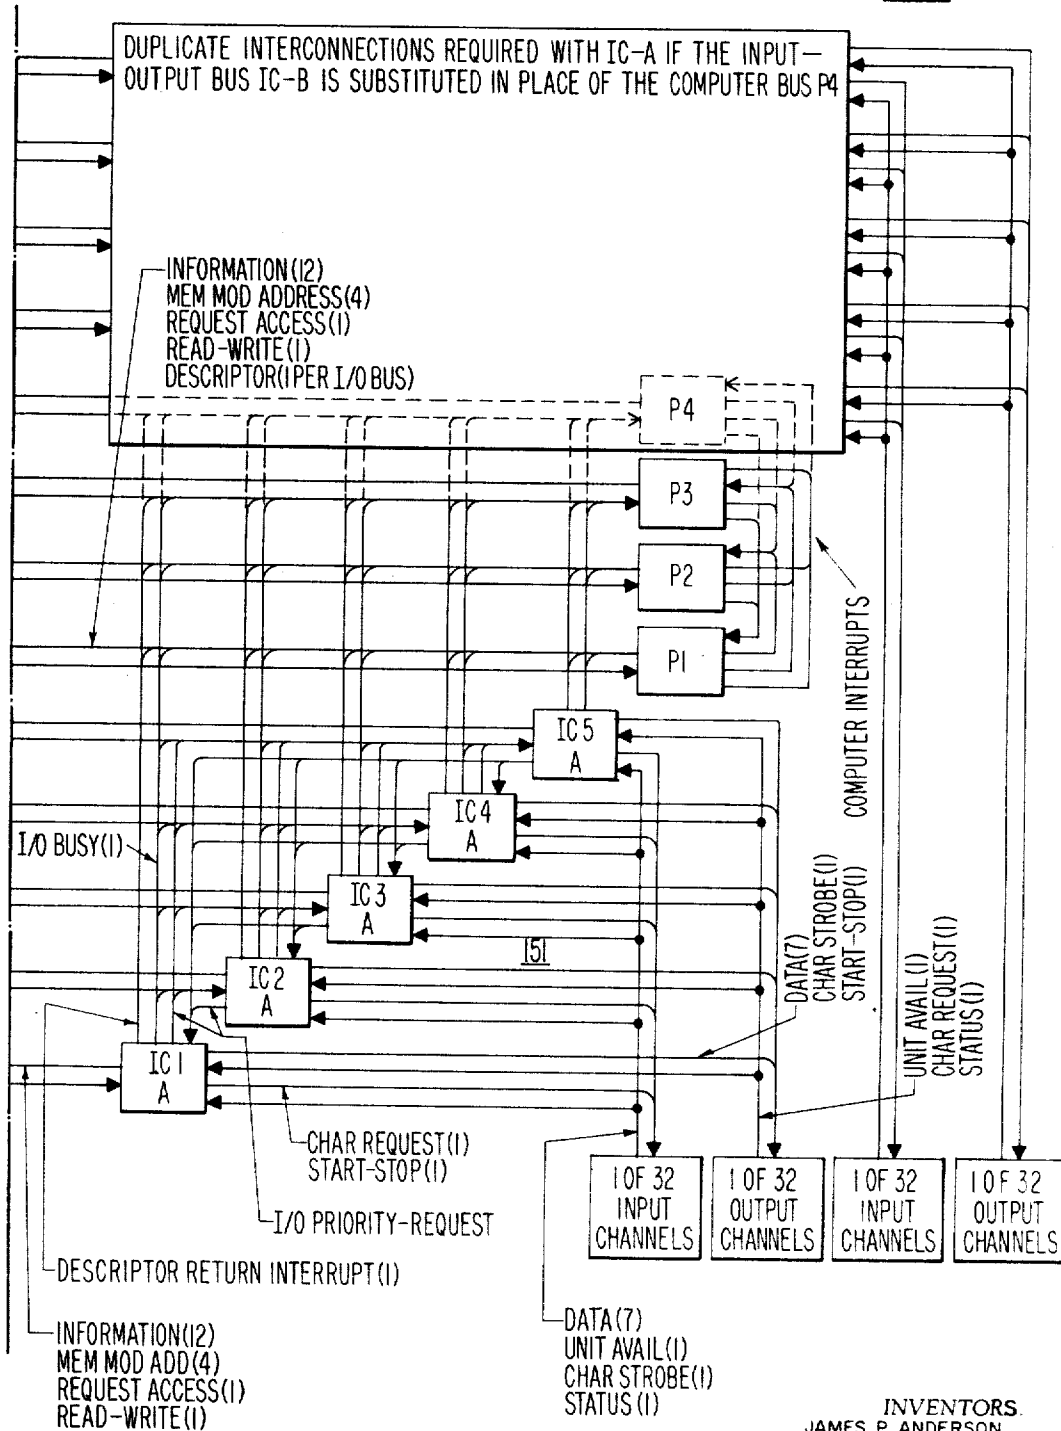 DUPLICATE INTERCONNECTIONS REQUIRED WITH IC-A IF THE INPUT-
OUTPUT BUS IC-B IS SUBSTITUTED IN PLACE OF THE COMPUTER BUS P4
INFORMATION(12)
MEM MOD ADDRESS(4)
REQUEST ACCESS(1)
READ-WRITE(1)
DESCRIPTOR(1 PER I/O BUS)
P4
P3
P2
P1
COMPUTER INTERRUPTS
IC 5
A
IC 4
A
I/O BUSY(1)
IC 3
A
151
IC 2
A
IC 1
A
DATA(7)
CHAR STROBE(1)
START-STOP(1)
UNIT AVAIL(1)
CHAR REQUEST(1)
STATUS(1)
CHAR REQUEST(1)
START-STOP(1)
I/O PRIORITY-REQUEST
DESCRIPTOR RETURN INTERRUPT(1)
1 OF 32
INPUT
CHANNELS
1 OF 32
OUTPUT
CHANNELS
1 OF 32
INPUT
CHANNELS
1 OF 32
OUTPUT
CHANNELS
INFORMATION(12)
MEM MOD ADD(4)
REQUEST ACCESS(1)
READ-WRITE(1)
DATA(7)
UNIT AVAIL(1)
CHAR STROBE(1)
STATUS(1)
INVENTORS.
JAMES P. ANDERSON